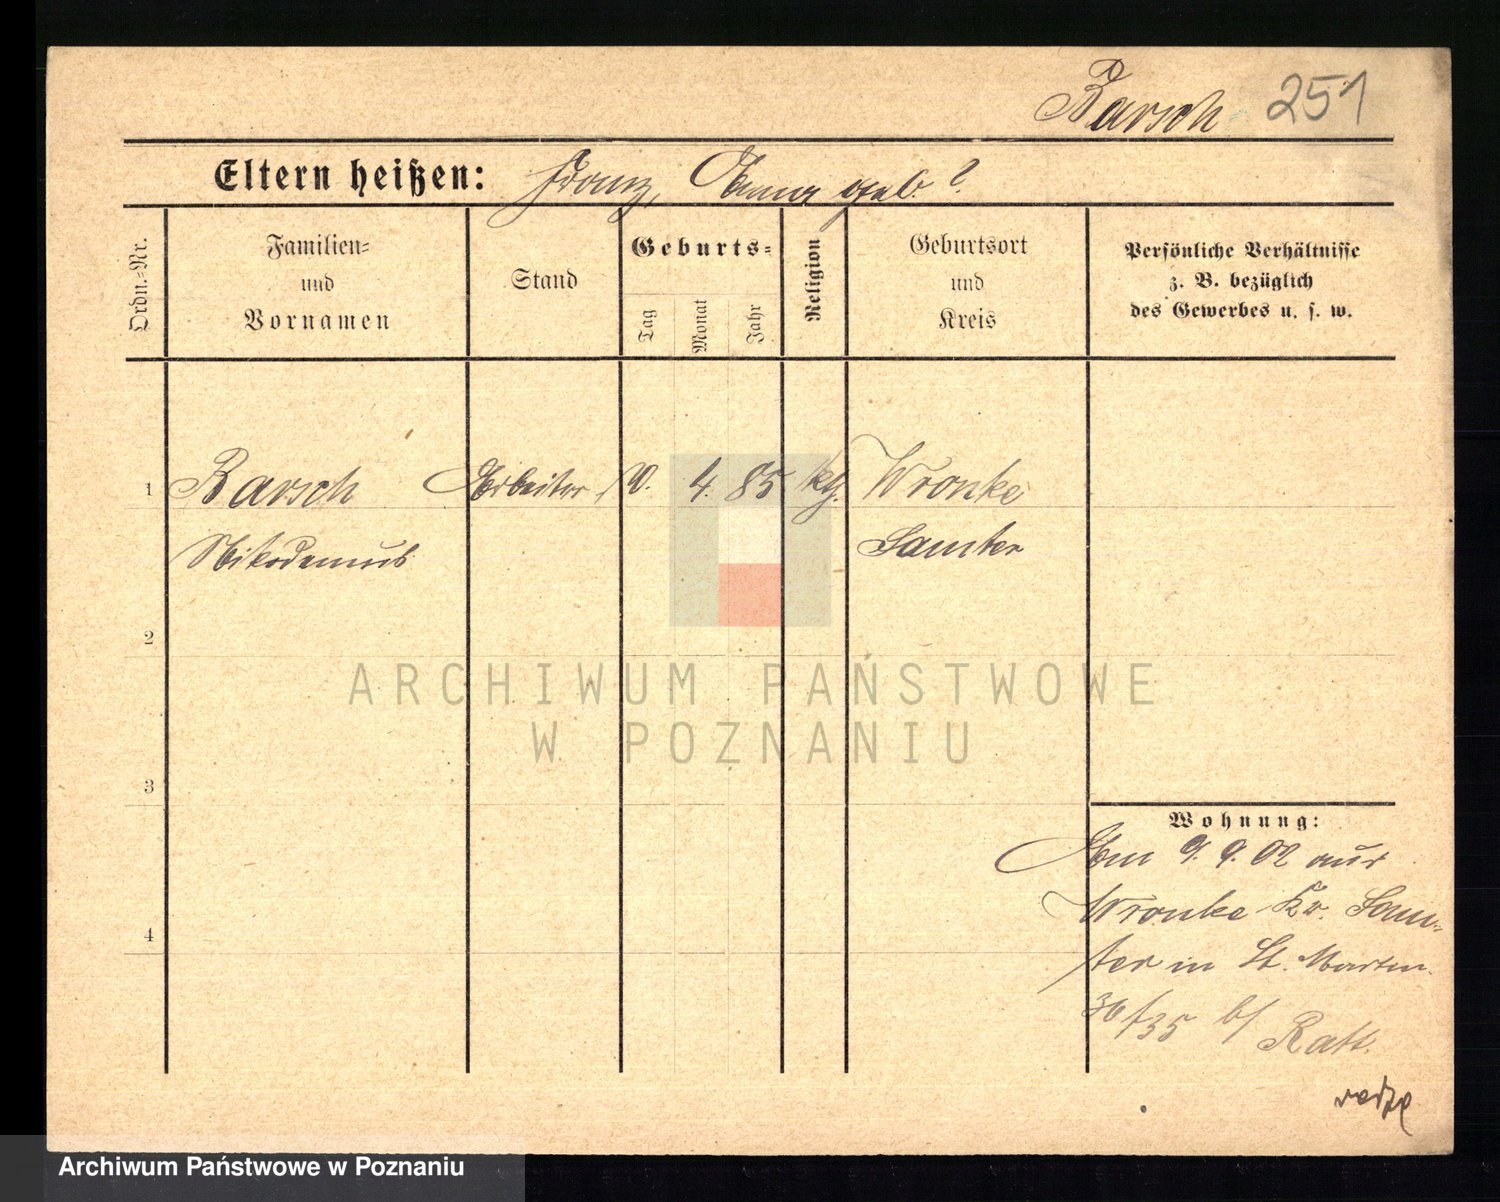 Barsch 251
Eltern heißen: Franz, Anna geb. ?
Ordn.-Nr.
Familien-
und
Vornamen
Stand
Geburts-
Tag
Monat
Jahr
Religion
Geburtsort
und
Kreis
Persönliche Verhältnisse
z. B. bezüglich
des Gewerbes u. s. w.
1 Barsch Arbeiter 4. 85 kth. Wronke
Nikodemus Samter
2
3
4
ARCHIWUM PAŃSTWOWE
W POZNANIU
Wohnung:
Am 9. 9. 02 aus
Wronke Kr. Sam-
ter in St. Martin
30/35 b/ Ratt.
Archiwum Państwowe w Poznaniu